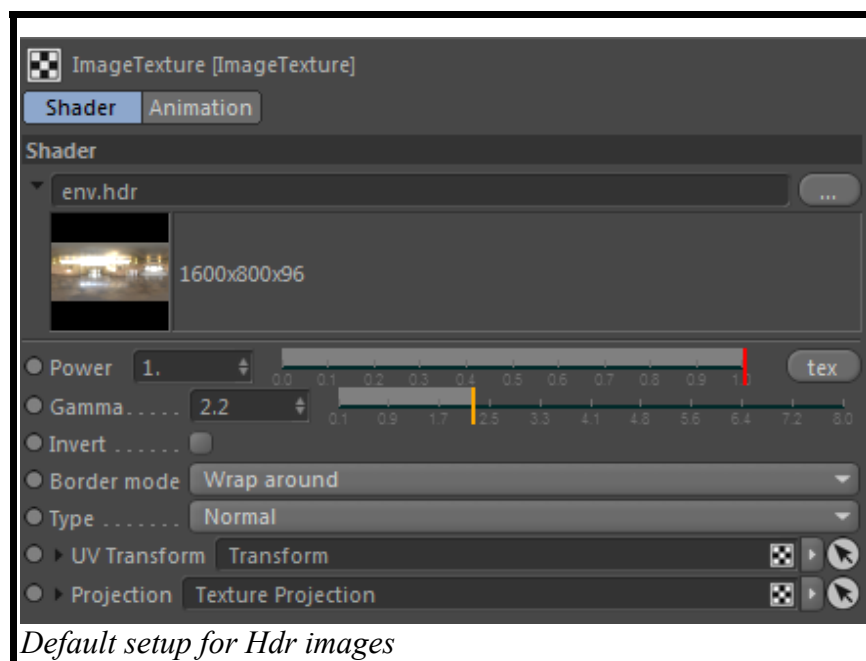 ImageTexture [ImageTexture]
Shader Animation
Shader
env.hdr ...
1600x800x96
Power 1. 0.0 0.1 0.2 0.3 0.4 0.5 0.6 0.7 0.8 0.9 1.0 tex
Gamma..... 2.2 0.1 0.9 1.7 2.5 3.3 4.1 4.8 5.6 6.4 7.2 8.0
Invert ......
Border mode Wrap around
Type ....... Normal
UV Transform Transform
Projection Texture Projection
Default setup for Hdr images